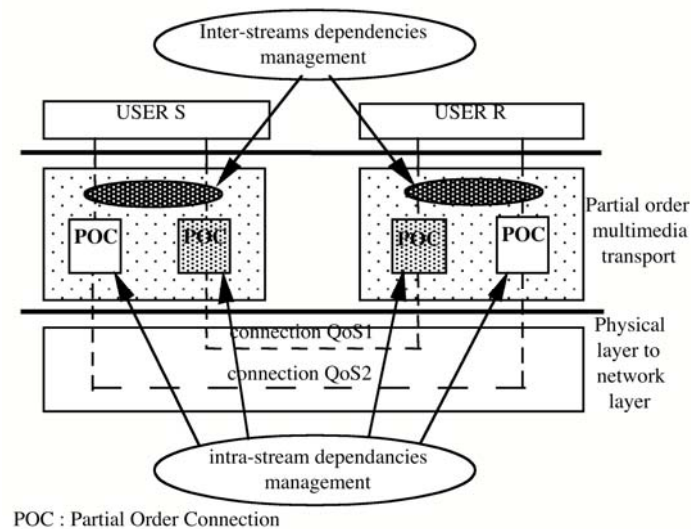 Inter-streams dependencies
management
USER S
USER R
POC
POC
POC
POC
Partial order
multimedia
transport
connection QoS1
connection QoS2
Physical
layer to
network
layer
intra-stream dependancies
management
POC : Partial Order Connection